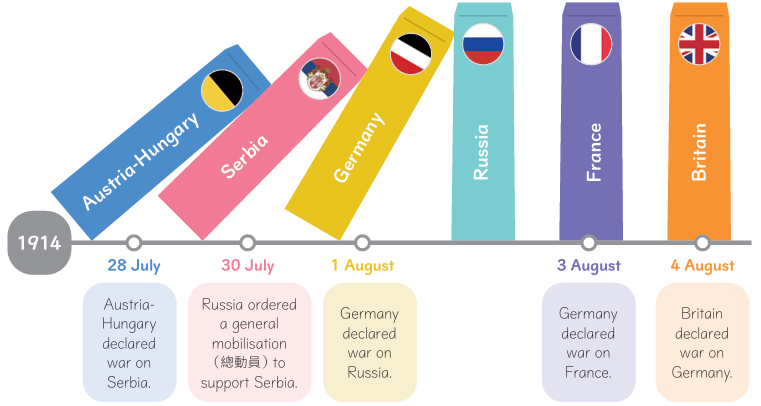 Austria-Hungary
Serbia
Germany
Russia
France
Britain
1914
28 July
30 July
1 August
3 August
4 August
Austria-
Hungary
declared
war on
Serbia.
Russia ordered
a general
mobilisation
（總動員）to
support Serbia.
Germany
declared
war on
Russia.
Germany
declared
war on
France.
Britain
declared
war on
Germany.